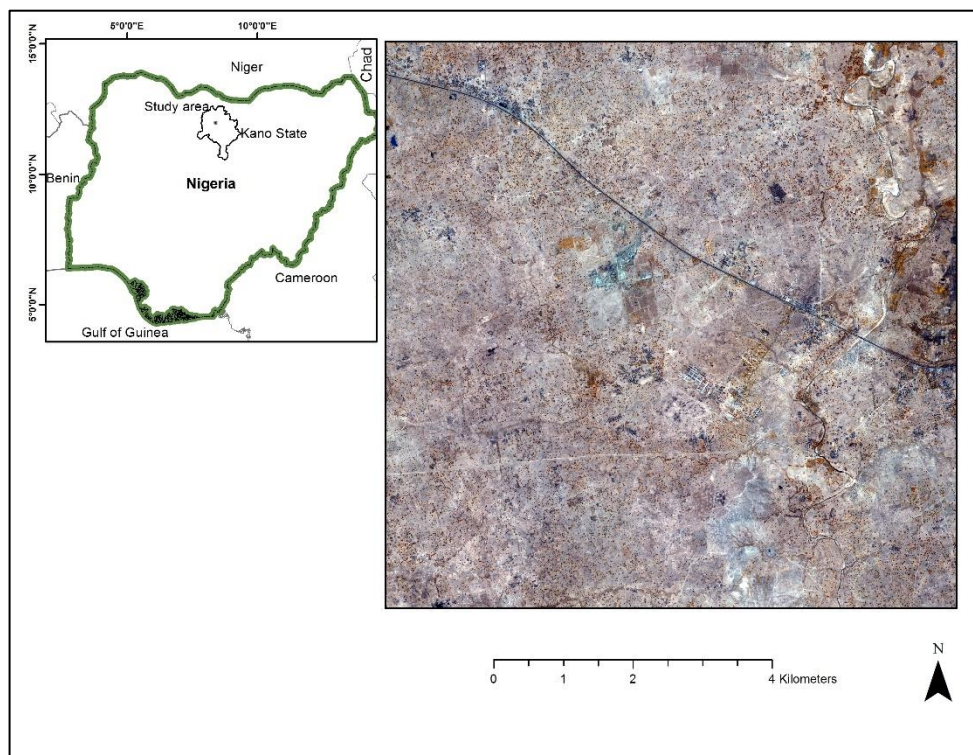 5°0'0"E
10°0'0"E
15°0'0"N
10°0'0"N
5°0'0"N
Niger
Chad
Study area
Kano State
Benin
Nigeria
Cameroon
Gulf of Guinea
0
1
2
4 Kilometers
N